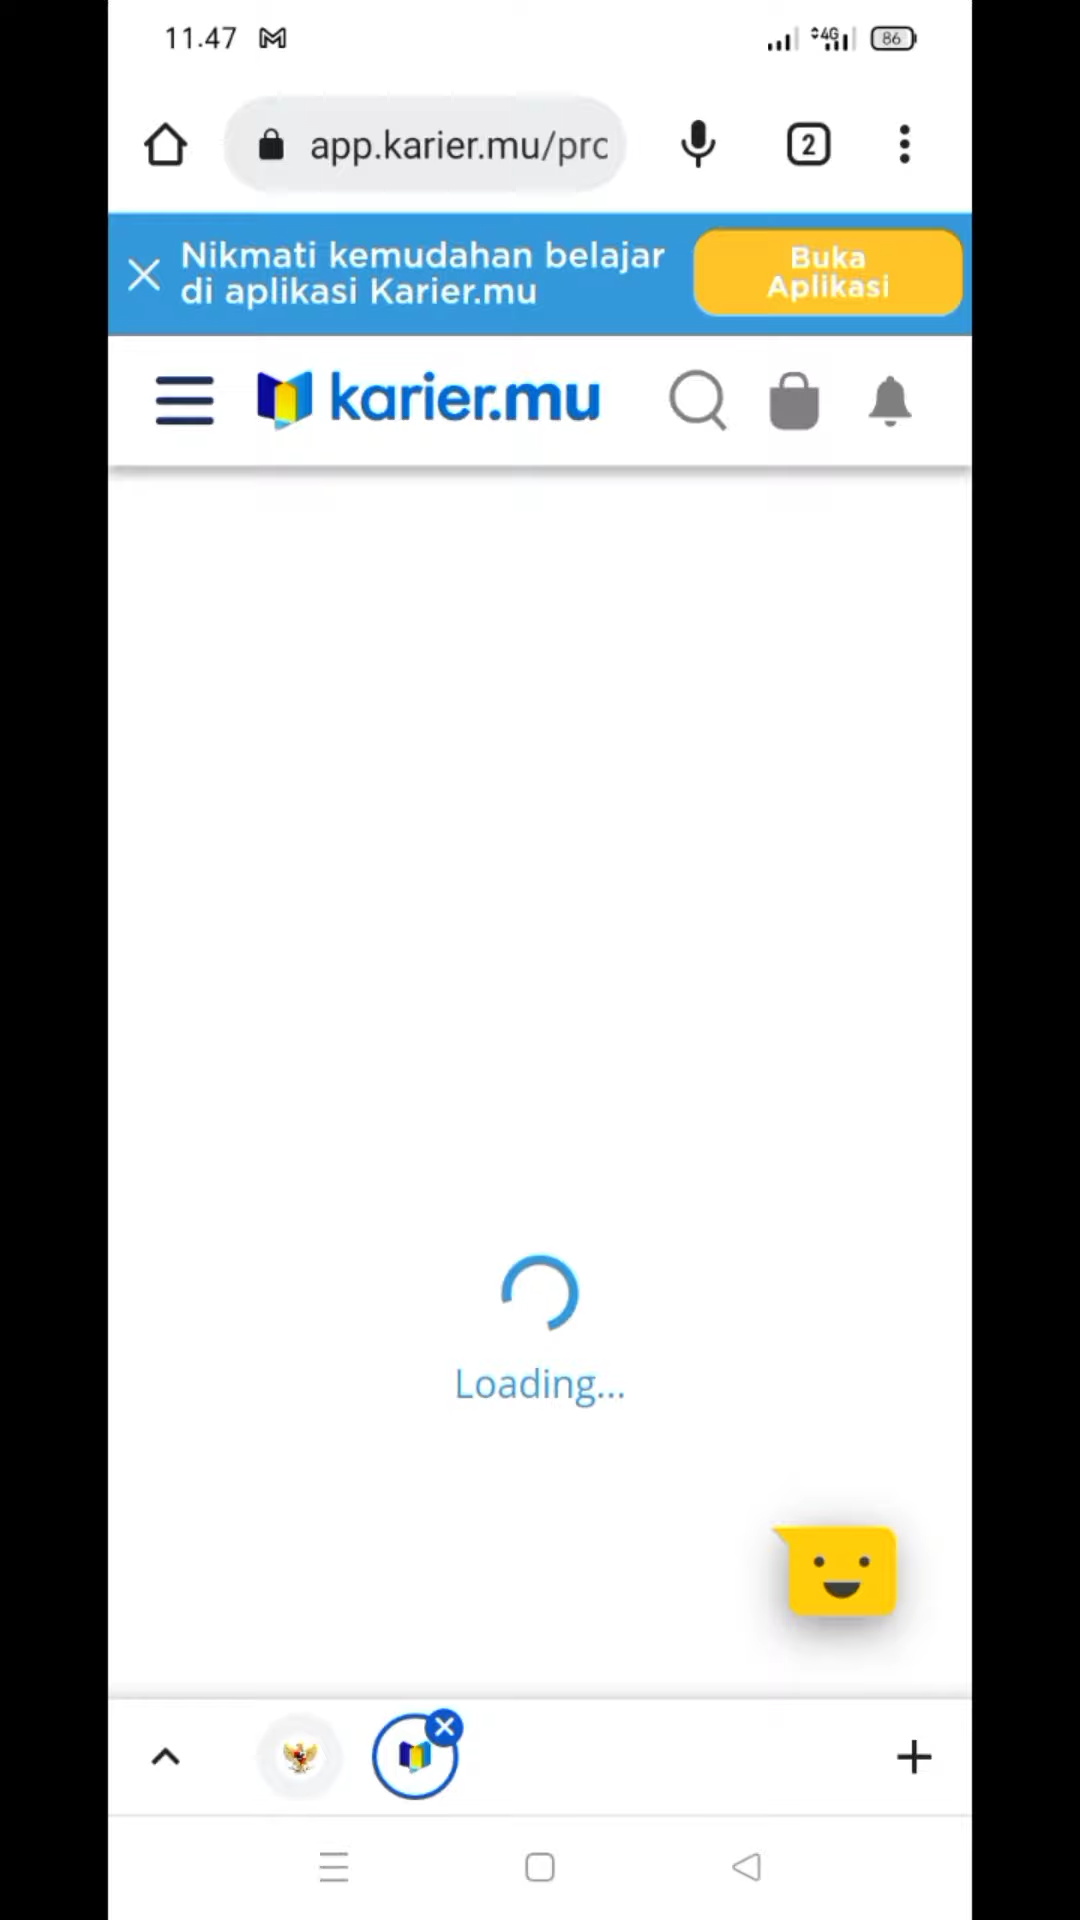 11.47
4G
86
app.karier.mu/prc
2
Nikmati kemudahan belajar
di aplikasi Karier.mu
Buka
Aplikasi
karier.mu
Loading...